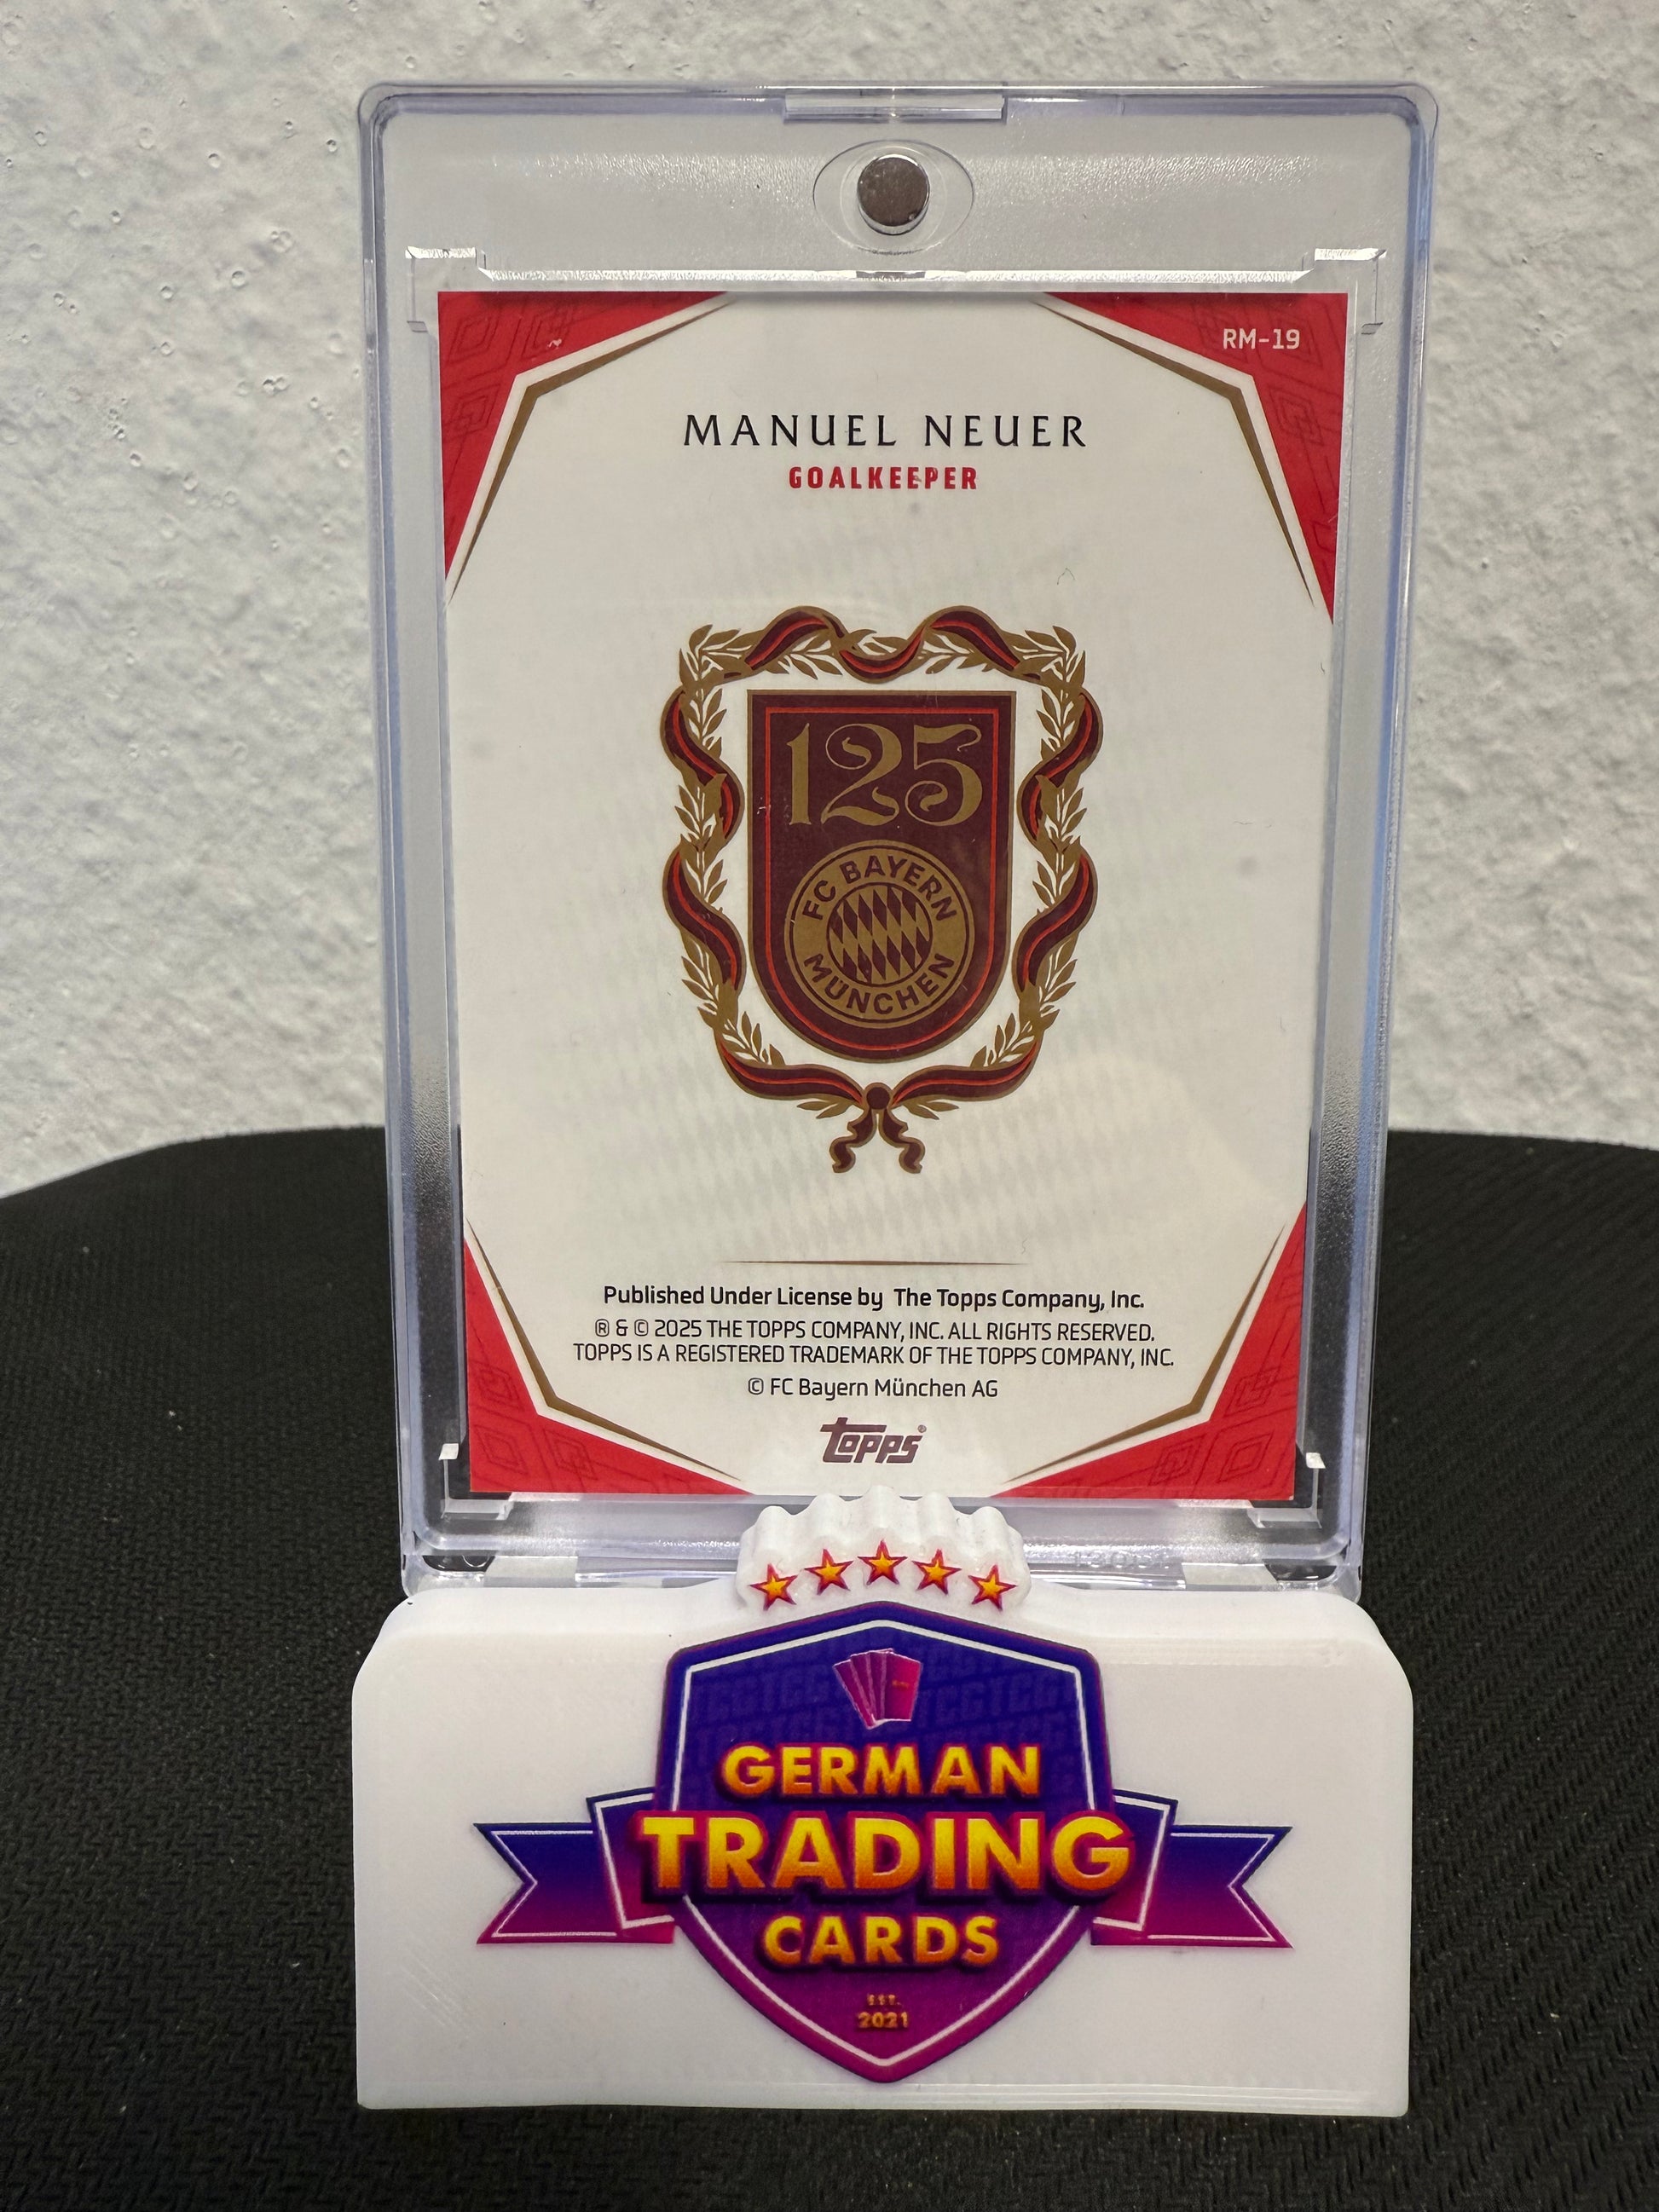 RM-19
MANUEL NEUER
GOALKEEPER
125
FC BAYERN
MÜNCHEN
Published Under License by The Topps Company, Inc.
® & © 2025 THE TOPPS COMPANY, INC. ALL RIGHTS RESERVED.
TOPPS IS A REGISTERED TRADEMARK OF THE TOPPS COMPANY, INC.
© FC Bayern München AG
topps®
GERMAN
TRADING
CARDS
EST.
2021